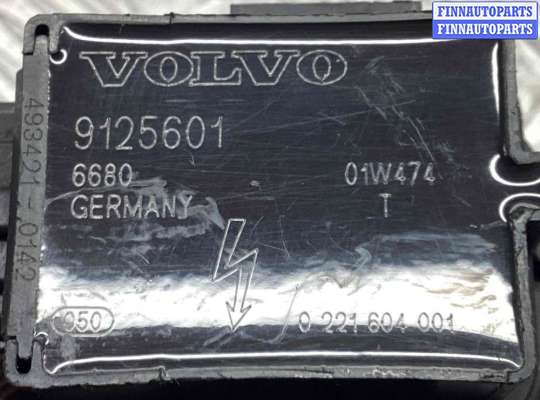 FINNAUTOPARTS
FINNAUTOPARTS
VOLVO
9125601
6680 01W474
GERMANY T
050 0 221 604 001
493421-,0142